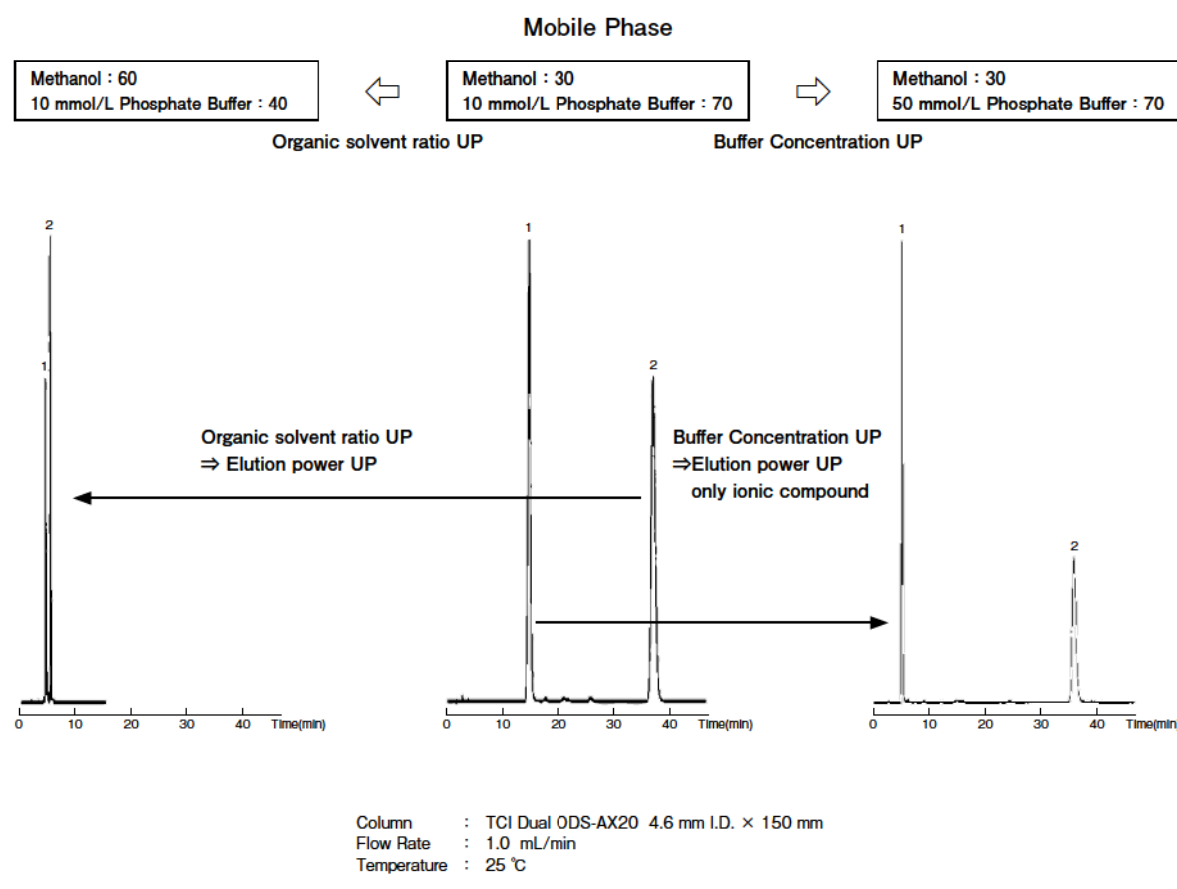 Mobile Phase
Methanol : 60
10 mmol/L Phosphate Buffer : 40
Methanol : 30
10 mmol/L Phosphate Buffer : 70
Methanol : 30
50 mmol/L Phosphate Buffer : 70
⇦
⇨
Organic solvent ratio UP
Buffer Concentration UP
2
1
1
2
1
2
Organic solvent ratio UP
⇒ Elution power UP
Buffer Concentration UP
⇒Elution power UP
only ionic compound
0 10 20 30 40 Time(min)
0 10 20 30 40 Time(min)
0 10 20 30 40 Time(min)
Column : TCI Dual ODS-AX20 4.6 mm I.D. × 150 mm
Flow Rate : 1.0 mL/min
Temperature : 25 ℃